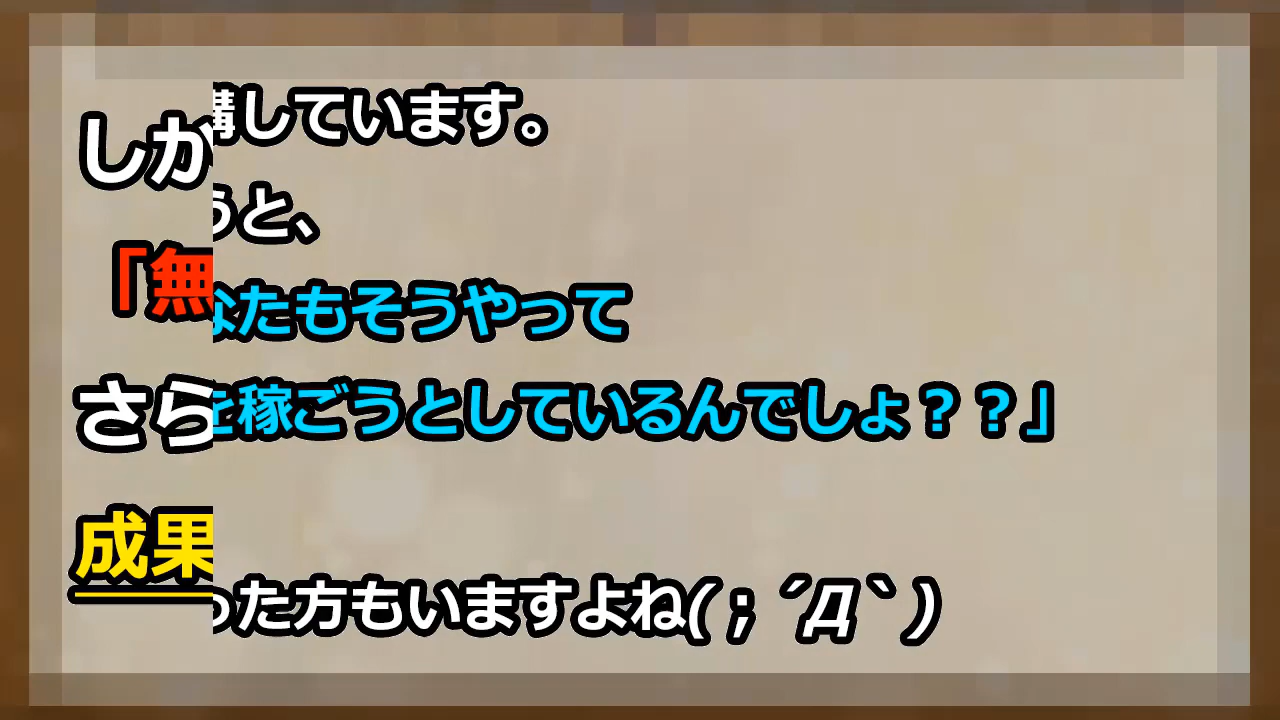 しか
講しています。
うと、
「無
なたもそうやって
さら
を稼ごうとしているんでしょ？？」
成果
った方もいますよね(；´Д｀)